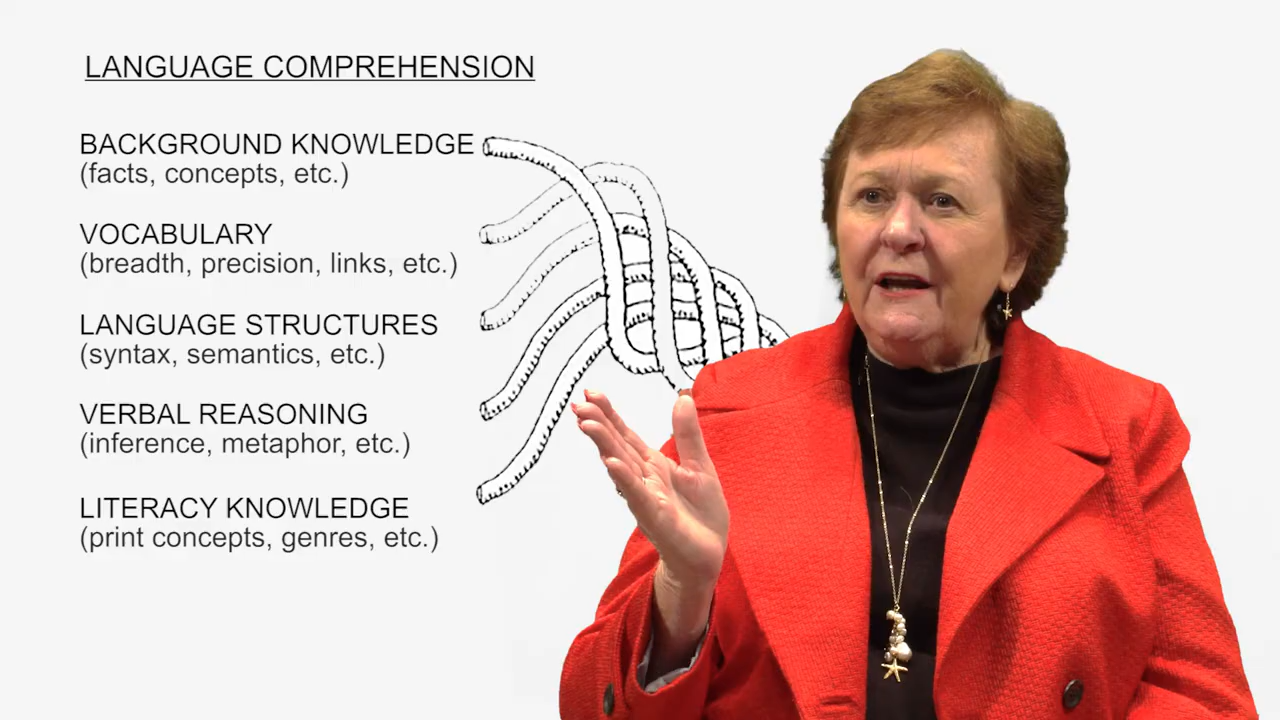 LANGUAGE COMPREHENSION
BACKGROUND KNOWLEDGE
(facts, concepts, etc.)
VOCABULARY
(breadth, precision, links, etc.)
LANGUAGE STRUCTURES
(syntax, semantics, etc.)
VERBAL REASONING
(inference, metaphor, etc.)
LITERACY KNOWLEDGE
(print concepts, genres, etc.)